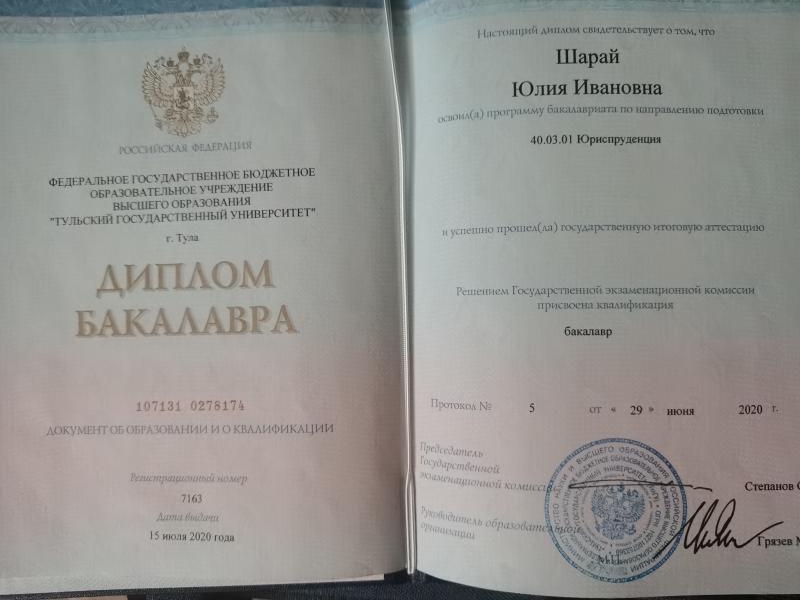 РОССИЙСКАЯ ФЕДЕРАЦИЯ
ФЕДЕРАЛЬНОЕ ГОСУДАРСТВЕННОЕ БЮДЖЕТНОЕ
ОБРАЗОВАТЕЛЬНОЕ УЧРЕЖДЕНИЕ
ВЫСШЕГО ОБРАЗОВАНИЯ
"ТУЛЬСКИЙ ГОСУДАРСТВЕННЫЙ УНИВЕРСИТЕТ"
г. Тула
ДИПЛОМ
БАКАЛАВРА
107131 0278174
ДОКУМЕНТ ОБ ОБРАЗОВАНИИ И О КВАЛИФИКАЦИИ
Регистрационный номер
7163
Дата выдачи
15 июля 2020 года
Настоящий диплом свидетельствует о том, что
Шарай
Юлия Ивановна
освоил(а) программу бакалавриата по направлению подготовки
40.03.01 Юриспруденция
и успешно прошел(ла) государственную итоговую аттестацию
Решением Государственной экзаменационной комиссии
присвоена квалификация
бакалавр
Протокол № 5 от « 29 » июня 2020 г.
Председатель
Государственной
экзаменационной комиссии
Степанов
Руководитель образовательной
организации
Грязев